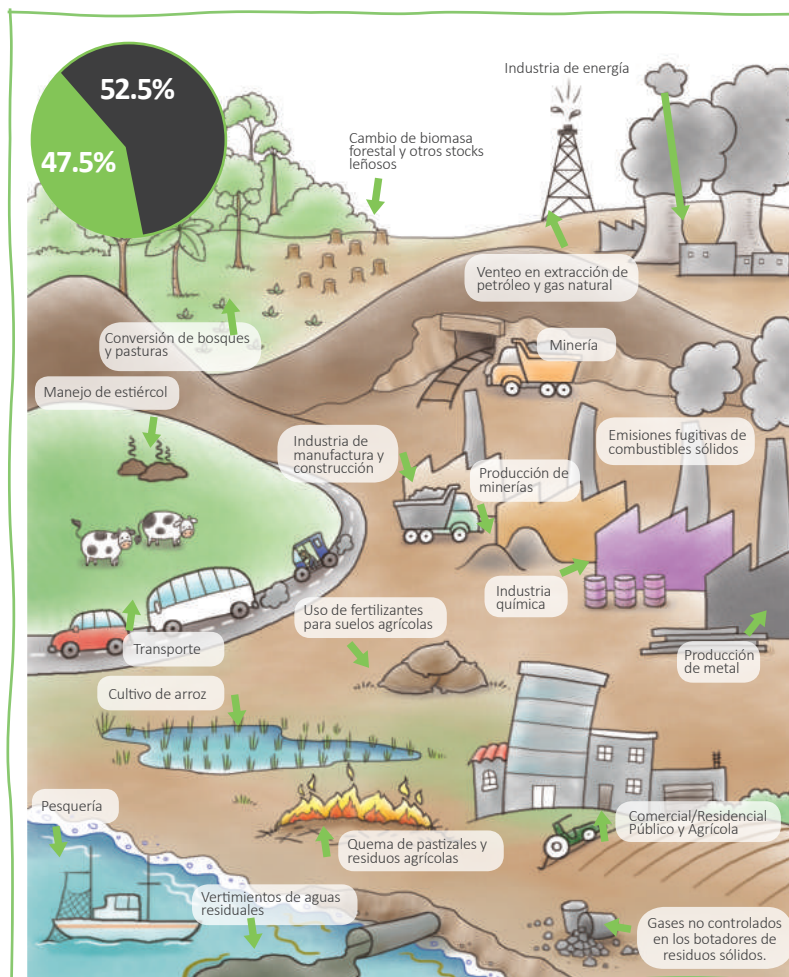 52.5%
47.5%
Industria de energía
Cambio de biomasa
forestal y otros stocks
leñosos
Venteo en extracción de
petróleo y gas natural
Conversión de bosques
y pasturas
Minería
Manejo de estiércol
Industria de
manufactura y
construcción
Emisiones fugitivas de
combustibles sólidos
Producción de
minerías
Industria
química
Uso de fertilizantes
para suelos agrícolas
Transporte
Producción
de metal
Cultivo de arroz
Pesquería
Comercial/Residencial
Público y Agrícola
Quema de pastizales y
residuos agrícolas
Vertimientos de aguas
residuales
Gases no controlados
en los botadores de
residuos sólidos.